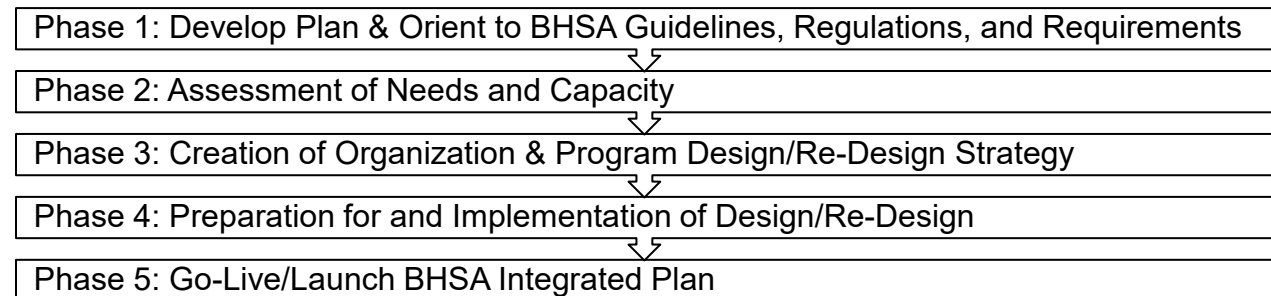 Phase 1: Develop Plan & Orient to BHSA Guidelines, Regulations, and Requirements
Phase 2: Assessment of Needs and Capacity
Phase 3: Creation of Organization & Program Design/Re-Design Strategy
Phase 4: Preparation for and Implementation of Design/Re-Design
Phase 5: Go-Live/Launch BHSA Integrated Plan